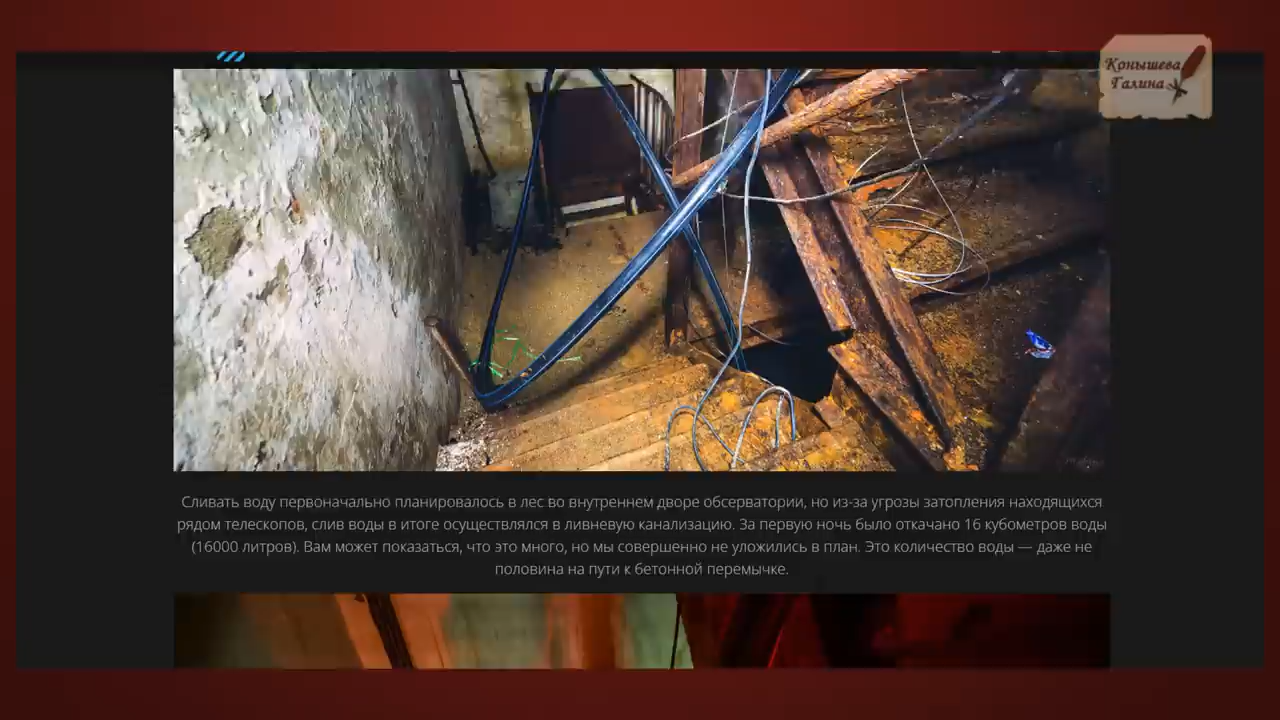 Конышева
Галина
Сливать воду первоначально планировалось в лес во внутреннем дворе обсерватории, но из-за угрозы затопления находящихся
рядом телескопов, слив воды в итоге осуществлялся в ливневую канализацию. За первую ночь было откачано 16 кубометров воды
(16000 литров). Вам может показаться, что это много, но мы совершенно не уложились в план. Это количество воды — даже не
половина на пути к бетонной перемычке.